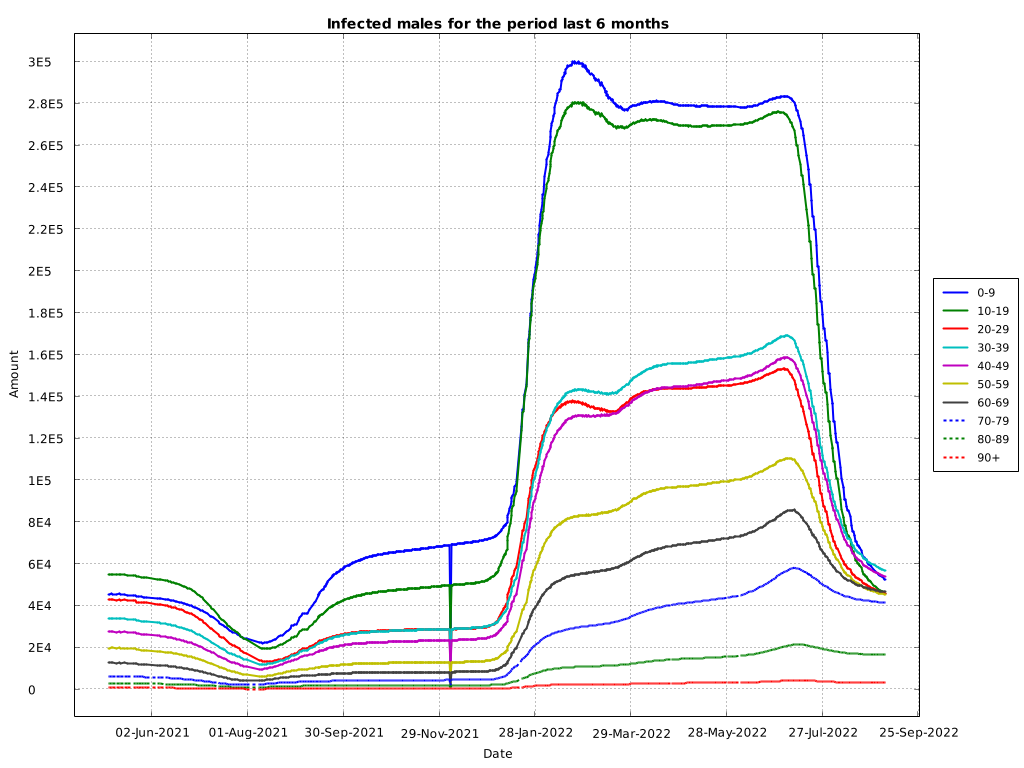 Infected males for the period last 6 months
3E5
2.8E5
2.6E5
2.4E5
2.2E5
2E5
1.8E5
1.6E5
1.4E5
1.2E5
1E5
8E4
6E4
4E4
2E4
0
Amount
02-Jun-2021 01-Aug-2021 30-Sep-2021 29-Nov-2021 28-Jan-2022 29-Mar-2022 28-May-2022 27-Jul-2022 25-Sep-2022
Date
0-9
10-19
20-29
30-39
40-49
50-59
60-69
70-79
80-89
90+